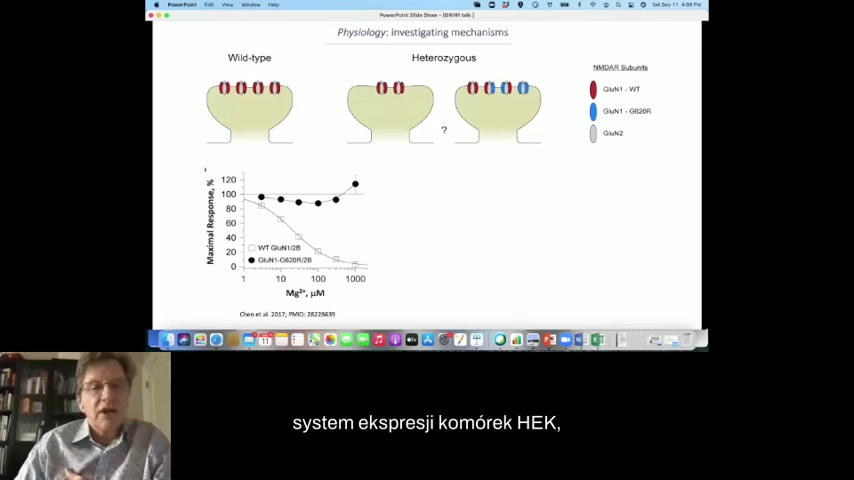 PowerPoint File Edit View Window Help Sat Sep 11 4:08 PM
PowerPoint Slide Show - [GRIN1 talk ]
Physiology: investigating mechanisms
Wild-type
Heterozygous
NMDAR Subunits
GluN1 - WT
GluN1 - G620R
GluN2
?
Maximal Response, %
120
100
80
60
40
20
0
WT GluN1/2B
GluN1-G620R/2B
1 10 100 1000
Mg²⁺, μM
Chen et al. 2017; PMID: 28228639
system ekspresji komórek HEK,